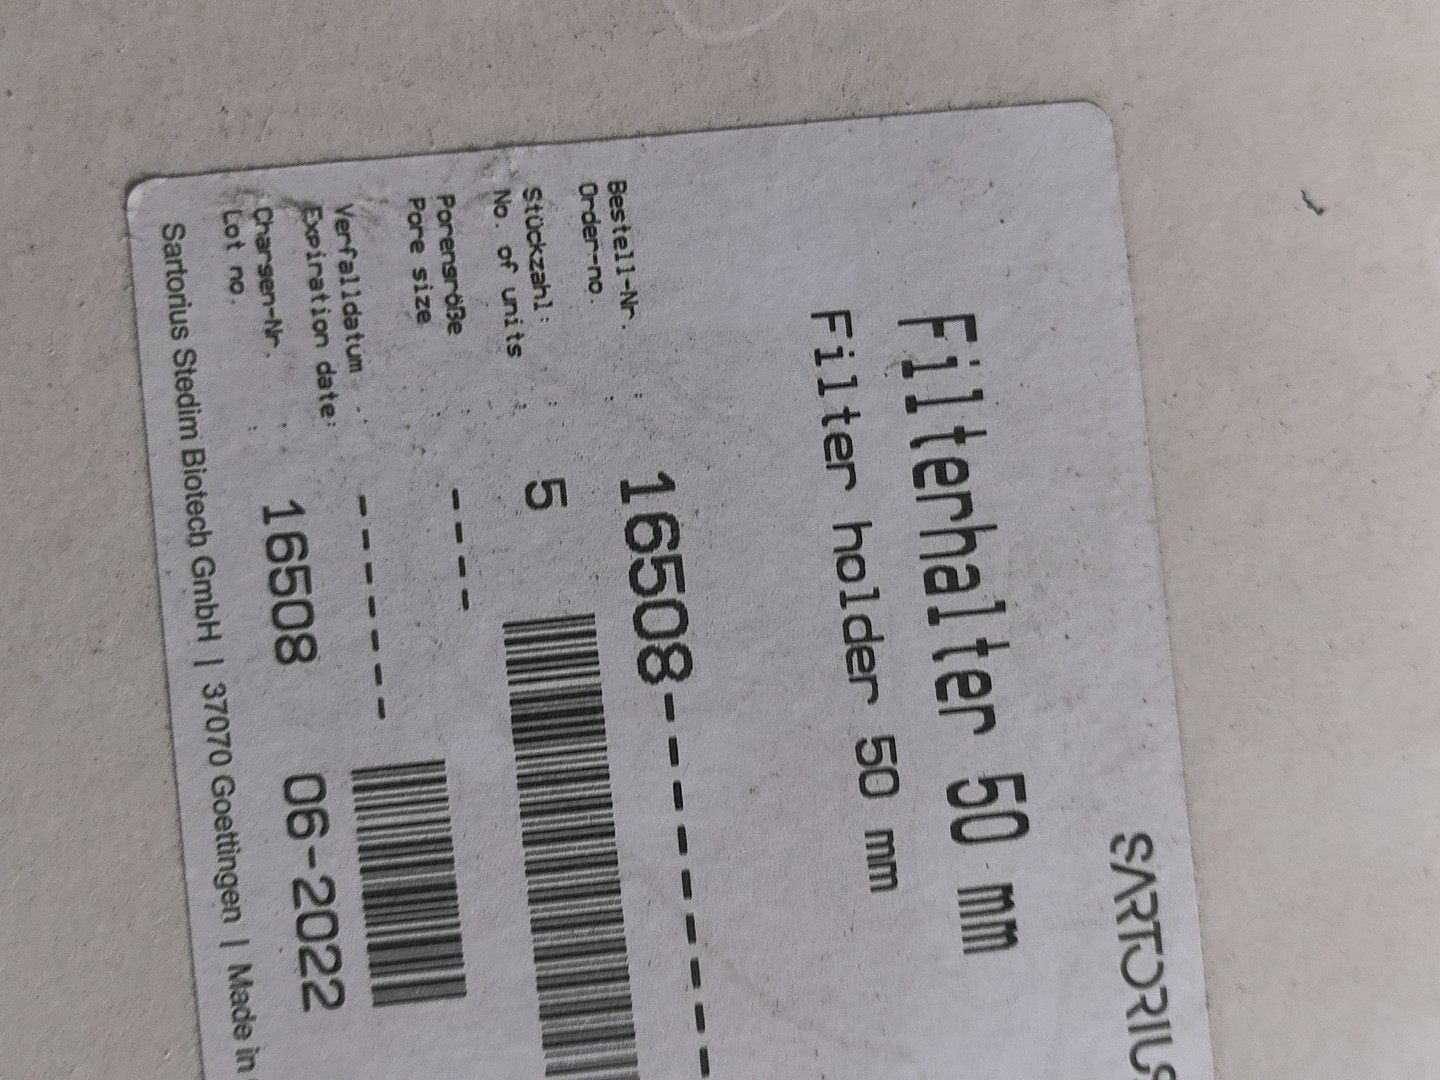 SARTORIUS
Filterhalter 50 mm
Filter holder 50 mm
Bestell-Nr. :
Order-no. : 16508----------
Stückzahl: :
No. of units : 5
Porengröße :
Pore size : ----
Verfalldatum :
Expiration date: ------
Chargen-Nr. :
Lot no. : 16508 06-2022
Sartorius Stedim Biotech GmbH | 37070 Goettingen | Made in